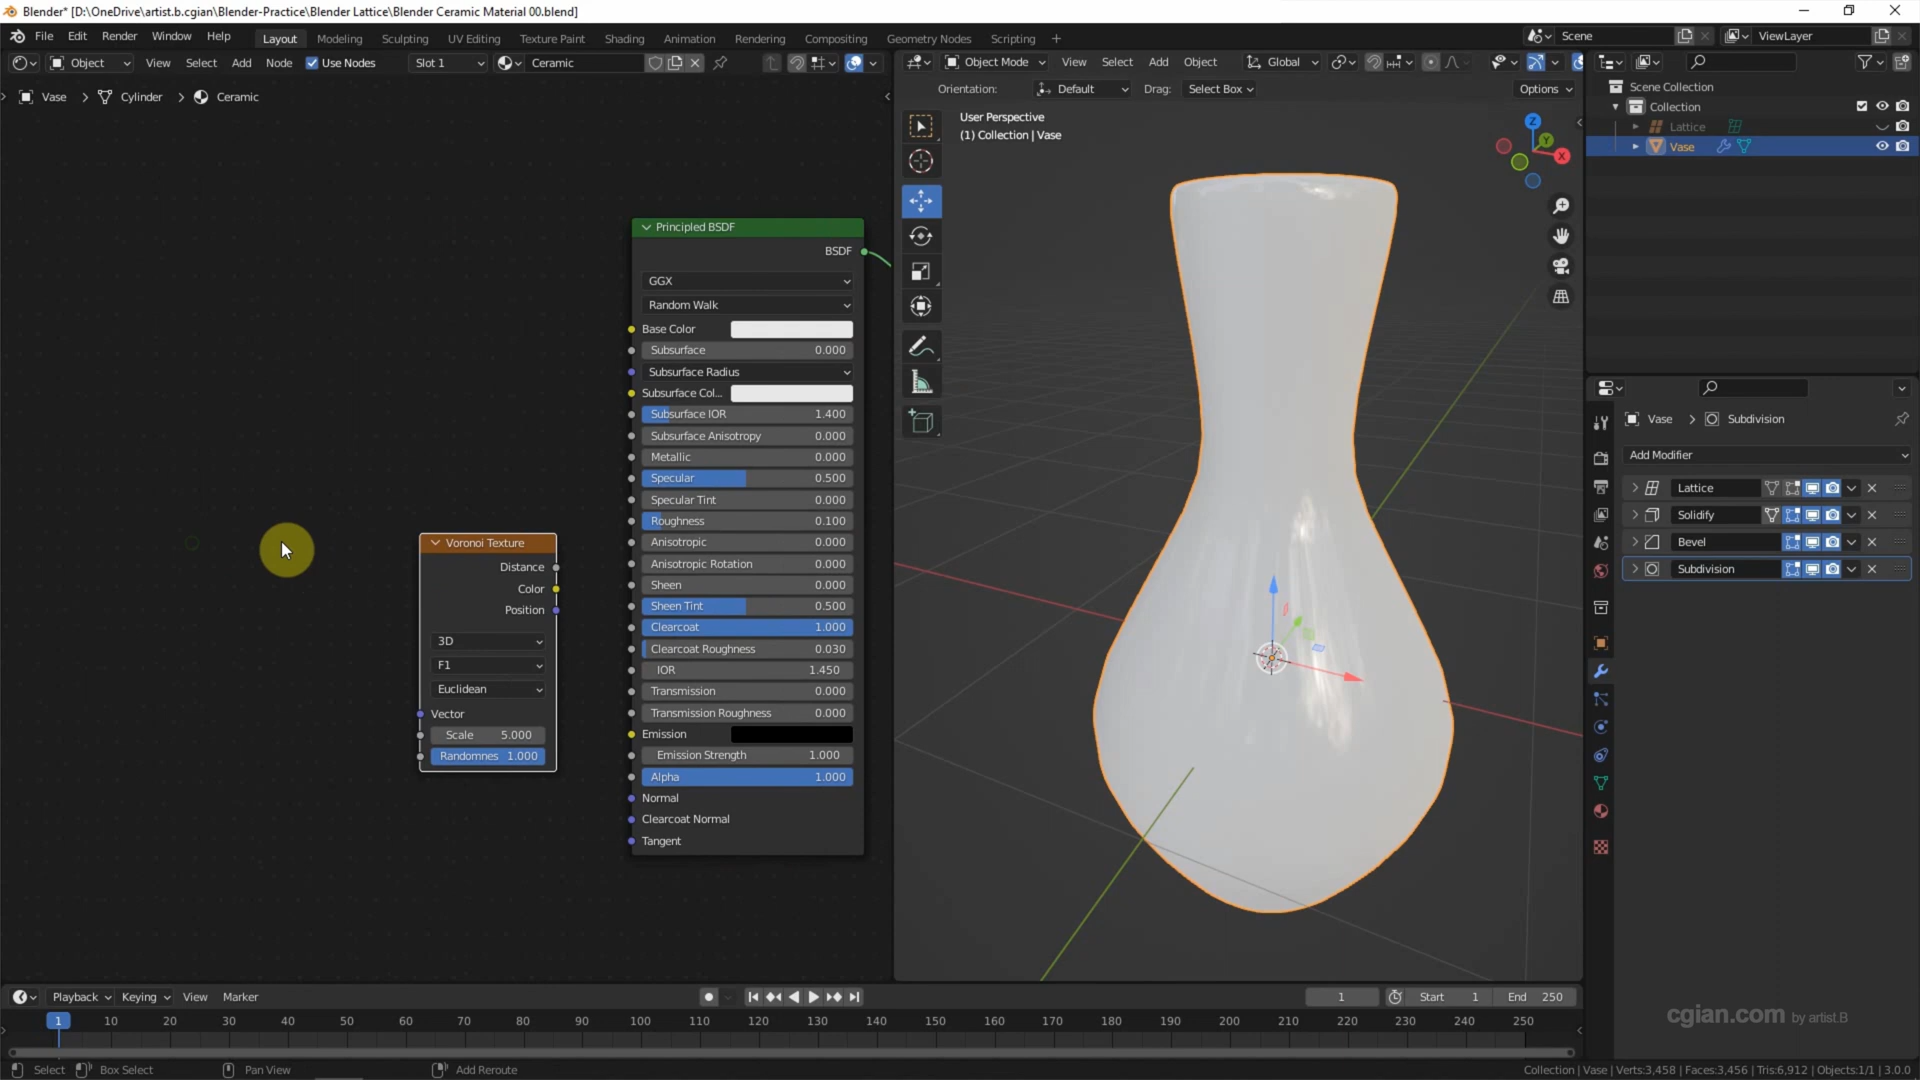 Blender* [D:\OneDrive\artist.b.cgian\Blender-Practice\Blender Lattice\Blender Ceramic Material 00.blend]
File Edit Render Window Help Layout Modeling Sculpting UV Editing Texture Paint Shading Animation Rendering Compositing Geometry Nodes Scripting + Scene ViewLayer
Object View Select Add Node Use Nodes Slot 1 Ceramic
Object Mode View Select Add Object Global
Orientation: Default Drag: Select Box Options
Vase > Cylinder > Ceramic
User Perspective
(1) Collection | Vase
Z
Y
X
Scene Collection
Collection
Lattice
Vase
Principled BSDF
BSDF
GGX
Random Walk
Base Color
Subsurface 0.000
Subsurface Radius
Subsurface Col...
Subsurface IOR 1.400
Subsurface Anisotropy 0.000
Metallic 0.000
Specular 0.500
Specular Tint 0.000
Roughness 0.100
Anisotropic 0.000
Anisotropic Rotation 0.000
Sheen 0.000
Sheen Tint 0.500
Clearcoat 1.000
Clearcoat Roughness 0.030
IOR 1.450
Transmission 0.000
Transmission Roughness 0.000
Emission
Emission Strength 1.000
Alpha 1.000
Normal
Clearcoat Normal
Tangent
Voronoi Texture
Distance
Color
Position
3D
F1
Euclidean
Vector
Scale 5.000
Randomnes 1.000
Vase > Subdivision
Add Modifier
Lattice
Solidify
Bevel
Subdivision
Playback Keying View Marker 1 Start 1 End 250
1 10 20 30 40 50 60 70 80 90 100 110 120 130 140 150 160 170 180 190 200 210 220 230 240 250
cgian.com by artist.B
Select Box Select Pan View Add Reroute Collection | Vase | Verts:3,458 | Faces:3,456 | Tris:6,912 | Objects:1/1 | 3.0.0